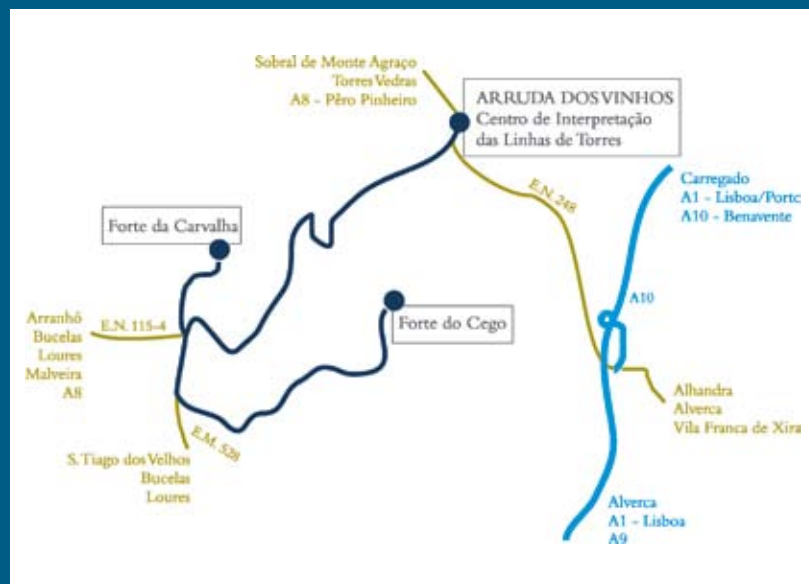 Sobral de Monte Agraço
Torres Vedras
A8 - Pêro Pinheiro
ARRUDA DOS VINHOS
Centro de Interpretação
das Linhas de Torres
Carregado
A1 - Lisboa/Porto
A10 - Benavente
E.N. 248
Forte da Carvalha
A10
Forte do Cego
Arranhó
Bucelas
Loures
Malveira
A8
E.N. 115-4
Alhandra
Alverca
Vila Franca de Xira
E.M. 528
S. Tiago dos Velhos
Bucelas
Loures
Alverca
A1 - Lisboa
A9